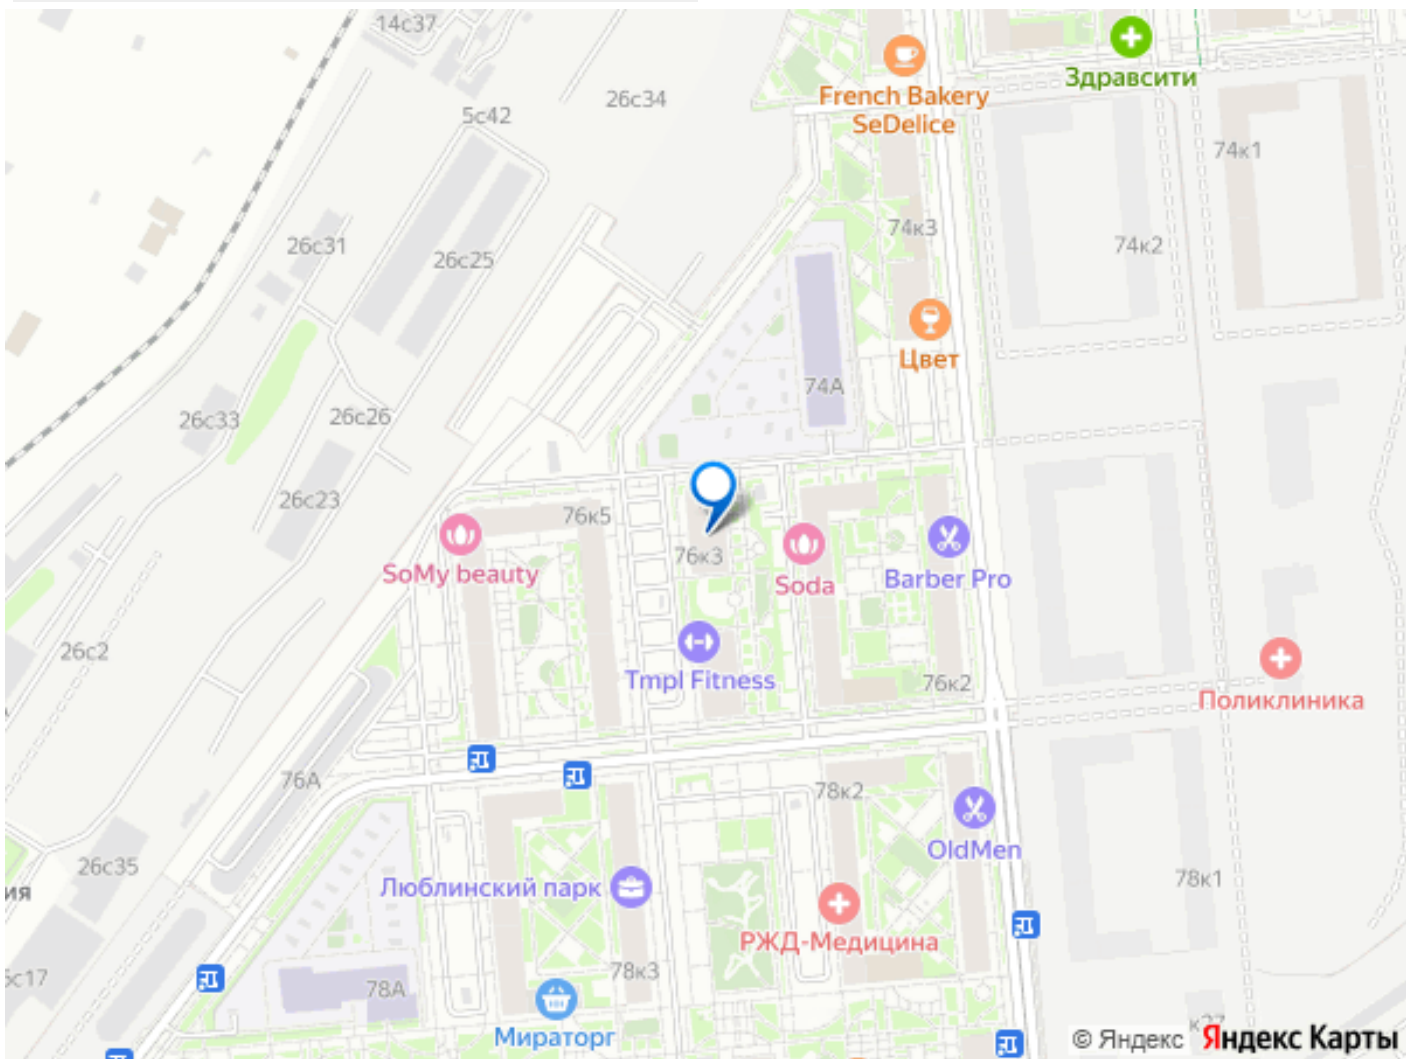 14с37
Здравсити
French Bakery
SeDelice
26с34
5с42
74к1
74к3
74к2
26с31
26с25
Цвет
74А
26с33
26с26
26с23
76к5
76к3
SoMy beauty
Soda
Barber Pro
26с2
Tmpl Fitness
76к2
Поликлиника
76А
78к2
OldMen
26с35
78к1
ия
Люблинский парк
РЖД-Медицина
78к3
78А
Мираторг
© Яндекс Яндекс Карты